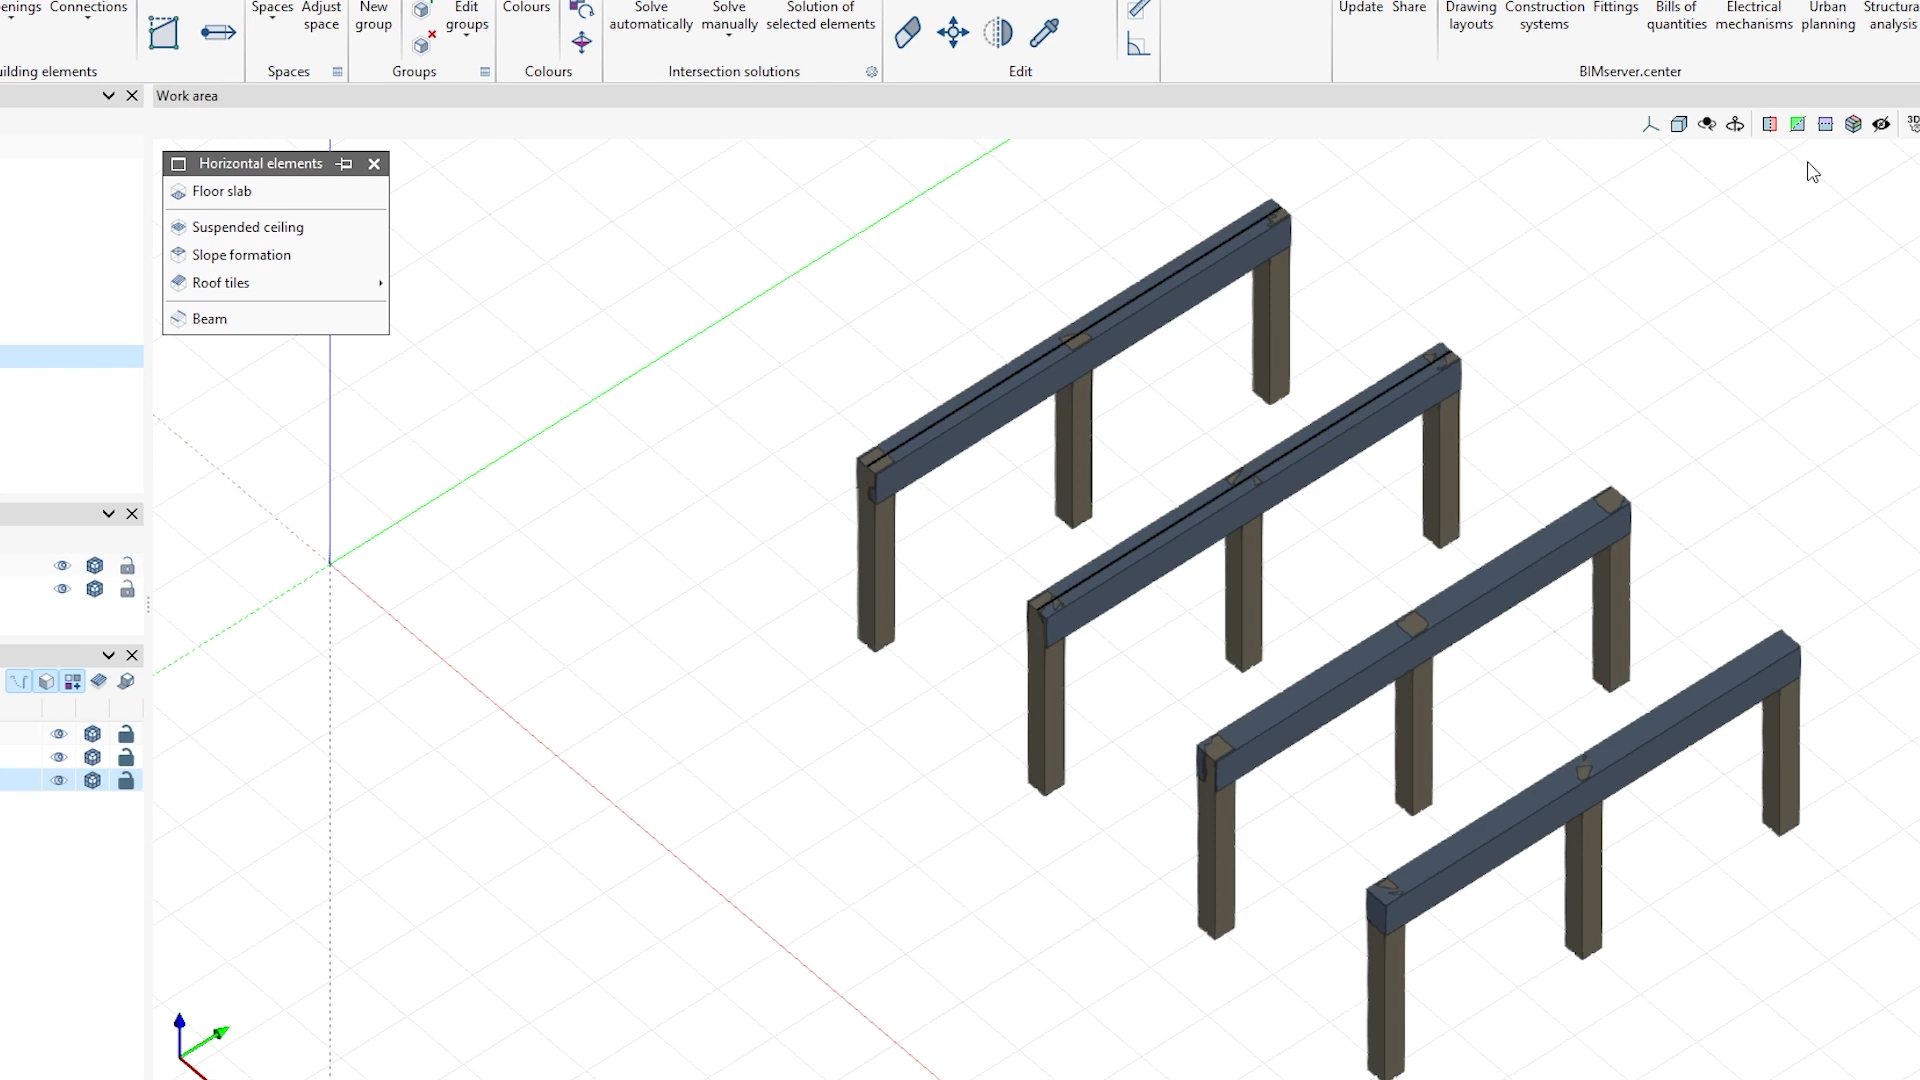 enings Connections
Spaces Adjust space
New group
Edit groups
Colours
Solve automatically
Solve manually
Solution of selected elements
Update Share
Drawing layouts
Construction systems
Fittings
Bills of quantities
Electrical mechanisms
Urban planning
Structura analysis
uilding elements
Spaces
Groups
Colours
Intersection solutions
Edit
BIMserver.center
Work area
3D
Horizontal elements
Floor slab
Suspended ceiling
Slope formation
Roof tiles
Beam